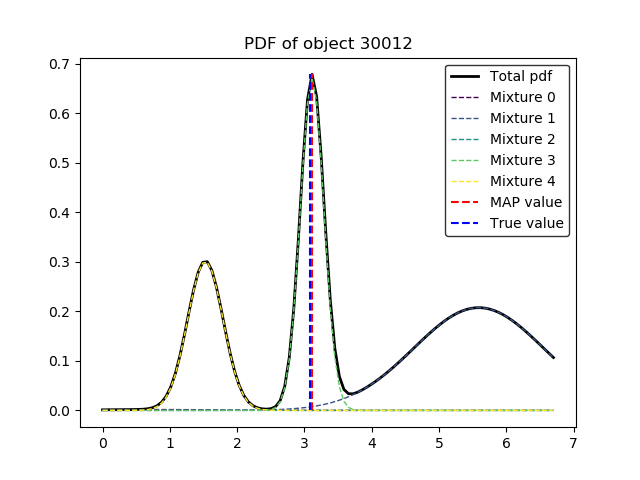 PDF of object 30012
0.7
0.6
0.5
0.4
0.3
0.2
0.1
0.0
0 1 2 3 4 5 6 7
Total pdf
Mixture 0
Mixture 1
Mixture 2
Mixture 3
Mixture 4
MAP value
True value